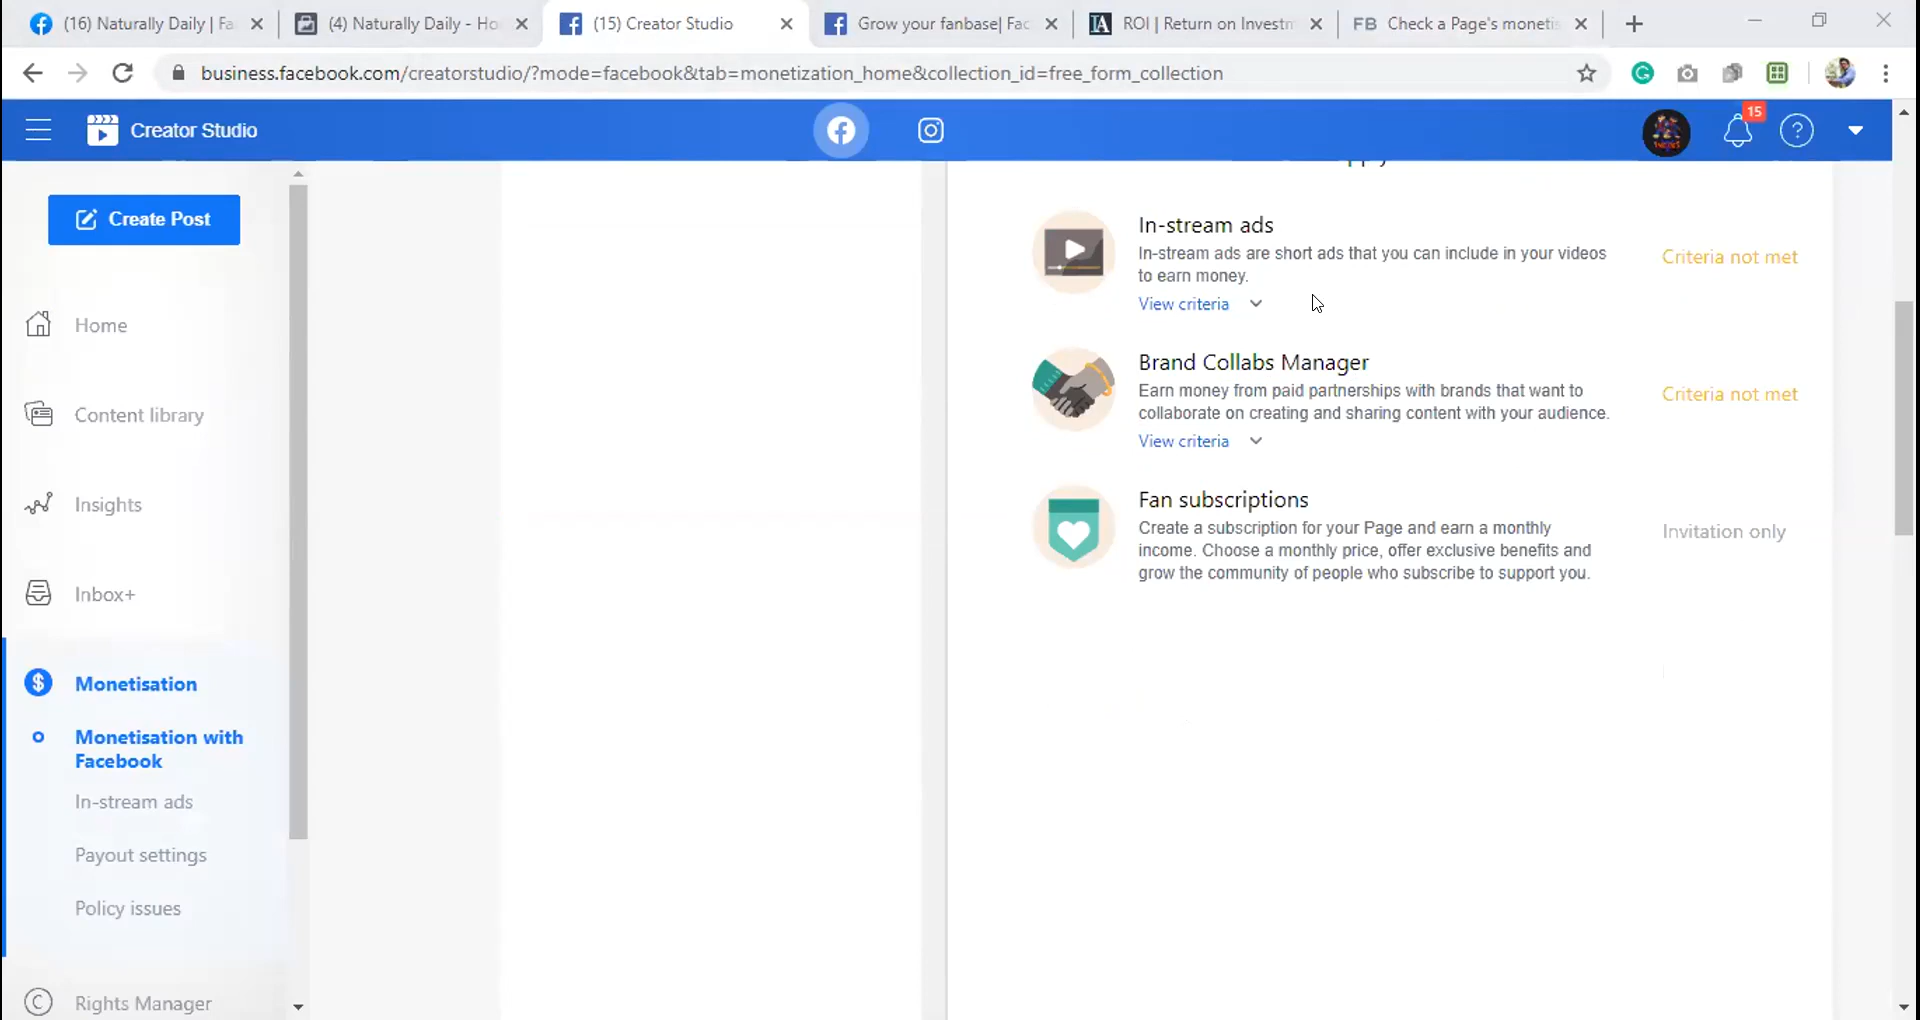 (16) Naturally Daily | Fa
(4) Naturally Daily - Ho
(15) Creator Studio
Grow your fanbase| Fac
IA
ROI | Return on Investm
FB
Check a Page's monetis
business.facebook.com/creatorstudio/?mode=facebook&tab=monetization_home&collection_id=free_form_collection
Creator Studio
15
Create Post
Home
Content library
Insights
Inbox+
Monetisation
Monetisation with
Facebook
In-stream ads
Payout settings
Policy issues
Rights Manager
In-stream ads
In-stream ads are short ads that you can include in your videos
to earn money.
View criteria
Criteria not met
Brand Collabs Manager
Earn money from paid partnerships with brands that want to
collaborate on creating and sharing content with your audience.
View criteria
Criteria not met
Fan subscriptions
Create a subscription for your Page and earn a monthly
income. Choose a monthly price, offer exclusive benefits and
grow the community of people who subscribe to support you.
Invitation only